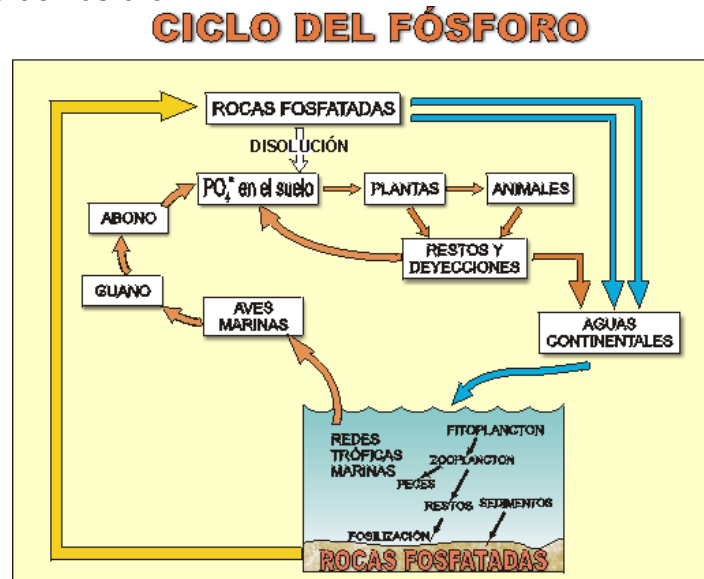 CICLO DEL FÓSFORO
ROCAS FOSFATADAS
DISOLUCIÓN
PO₄⁼ en el suelo
PLANTAS
ANIMALES
ABONO
RESTOS Y
DEYECCIONES
GUANO
AVES
MARINAS
AGUAS
CONTINENTALES
REDES
TRÓFICAS
MARINAS
FITOPLANCTON
ZOOPLANCTON
PECES
RESTOS
SEDIMENTOS
FOSILIZACIÓN
ROCAS FOSFATADAS